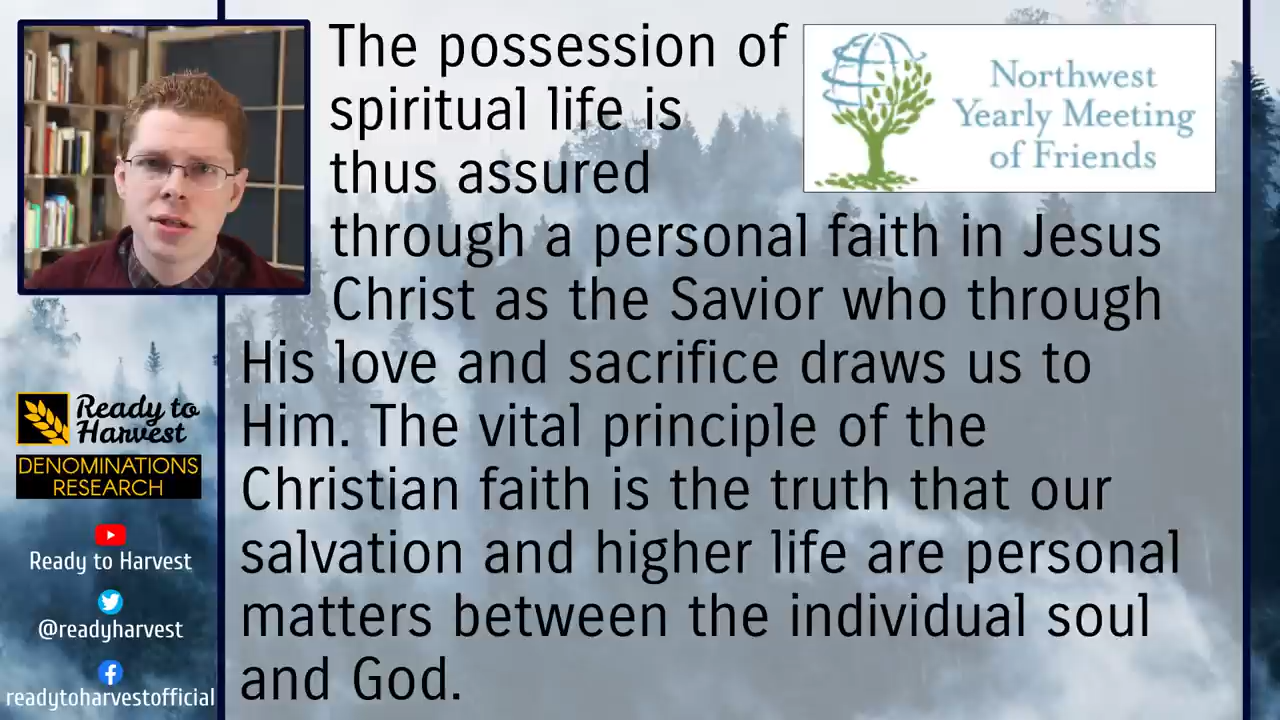 The possession of
spiritual life is
thus assured
through a personal faith in Jesus
Christ as the Savior who through
His love and sacrifice draws us to
Him. The vital principle of the
Christian faith is the truth that our
salvation and higher life are personal
matters between the individual soul
and God.
Northwest
Yearly Meeting
of Friends
Ready to
Harvest
DENOMINATIONS
RESEARCH
Ready to Harvest
@readyharvest
readytoharvestofficial